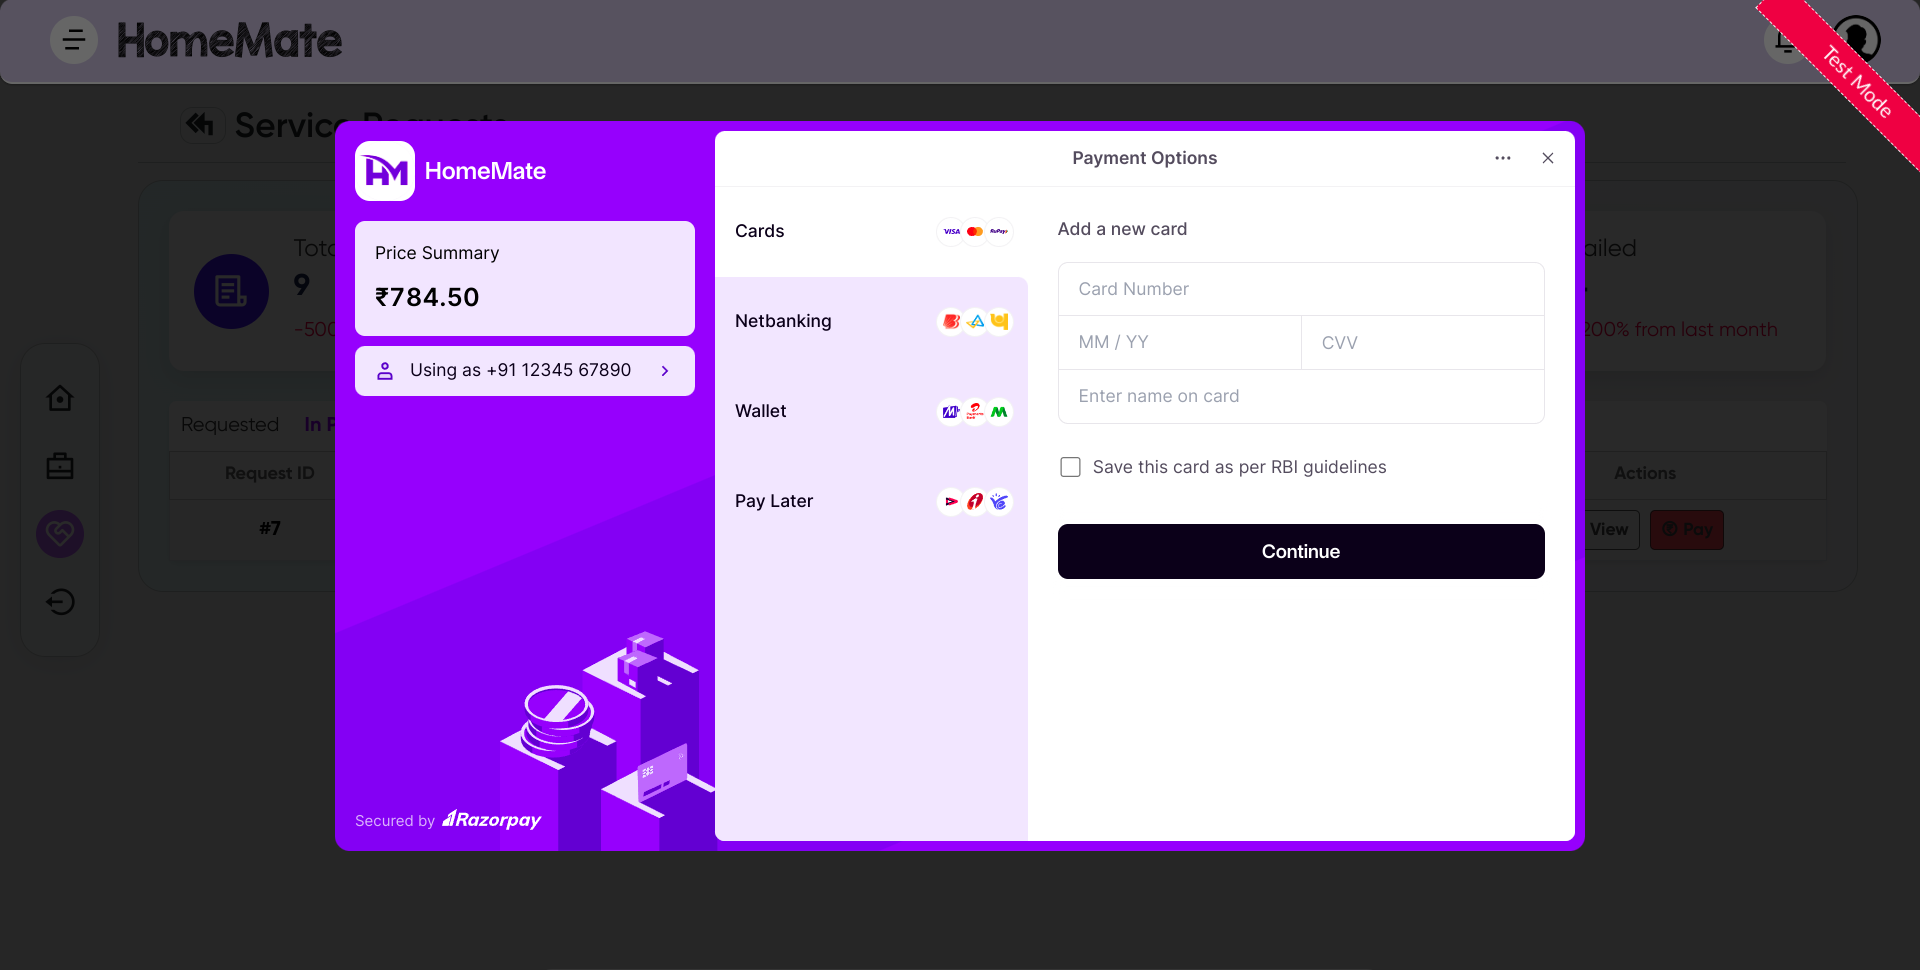 HomeMate
Test Mode
Service Requests
HM HomeMate
Payment Options
Price Summary
₹784.50
Using as +91 12345 67890
Cards
VISA
RuPay
Netbanking
Wallet
Pay Later
Add a new card
Card Number
MM / YY
CVV
Enter name on card
Save this card as per RBI guidelines
Continue
Secured by Razorpay
9
-500
ailed
200% from last month
Requested
In P
Request ID
Actions
#7
View
Pay